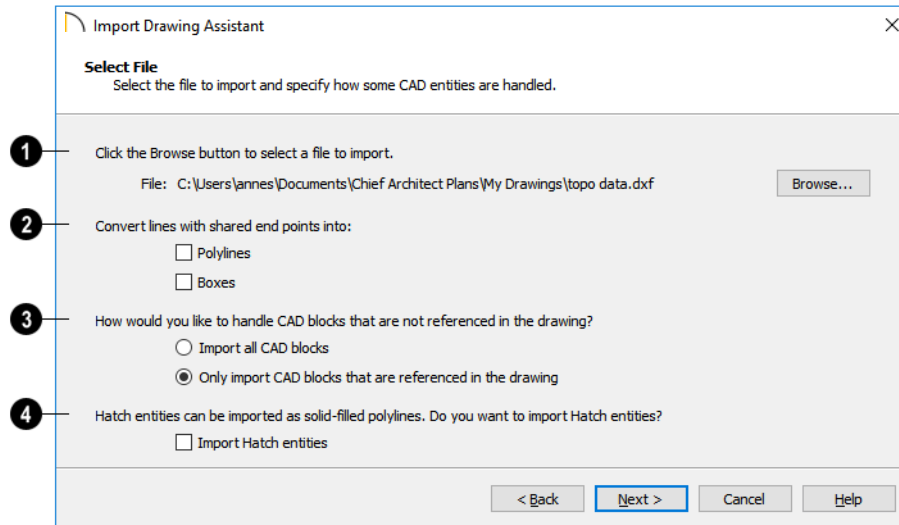 Import Drawing Assistant
Select File
Select the file to import and specify how some CAD entities are handled.
1 Click the Browse button to select a file to import.
File: C:\Users\annes\Documents\Chief Architect Plans\My Drawings\topo data.dxf Browse...
2 Convert lines with shared end points into:
Polylines
Boxes
3 How would you like to handle CAD blocks that are not referenced in the drawing?
Import all CAD blocks
Only import CAD blocks that are referenced in the drawing
4 Hatch entities can be imported as solid-filled polylines. Do you want to import Hatch entities?
Import Hatch entities
< Back Next > Cancel Help